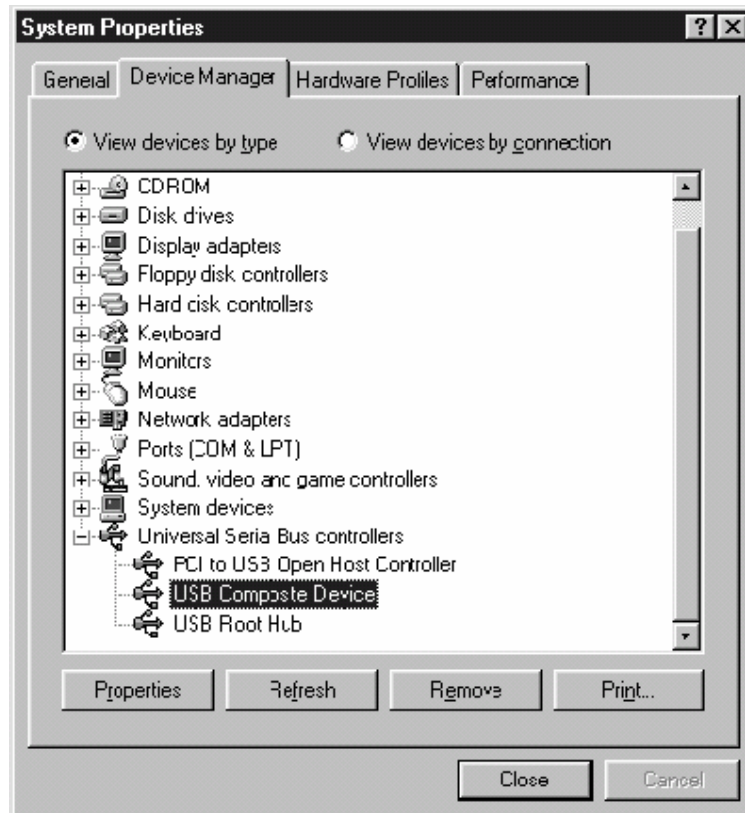 System Properties
General Device Manager Hardware Profiles Performance
View devices by type View devices by connection
CDROM
Disk drives
Display adapters
Floppy disk controllers
Hard disk controllers
Keyboard
Monitors
Mouse
Network adapters
Ports (COM & LPT)
Sound, video and game controllers
System devices
Universal Seria Bus controllers
PCI to USB Open Host Controller
USB Composte Device
USB Root Hub
Properties Refresh Remove Print...
Close Cancel